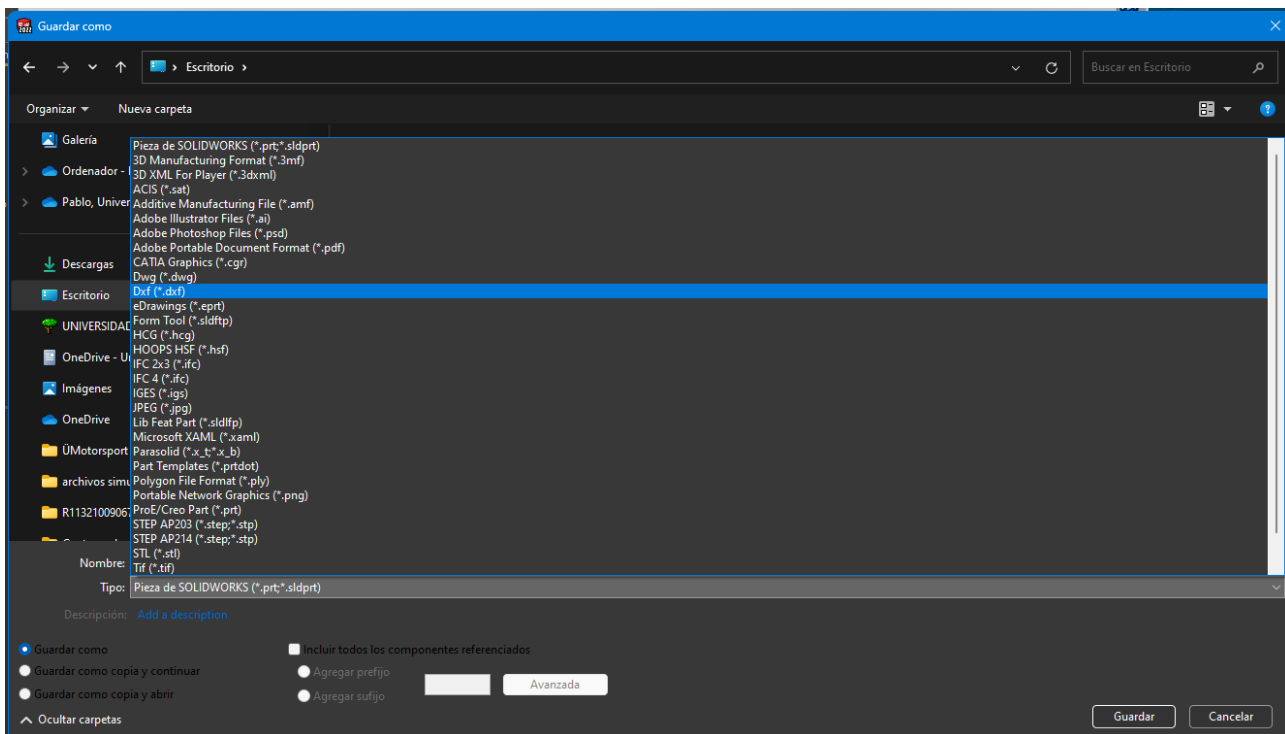 Guardar como
Escritorio
Buscar en Escritorio
Organizar
Nueva carpeta
Galería
Ordenador -
Pablo, Univer
Descargas
Escritorio
UNIVERSIDAD
OneDrive - U
Imágenes
OneDrive
ÜMotorsport
archivos simu
R1132100906
Pieza de SOLIDWORKS (*.prt;*.sldprt)
3D Manufacturing Format (*.3mf)
3D XML For Player (*.3dxml)
ACIS (*.sat)
Additive Manufacturing File (*.amf)
Adobe Illustrator Files (*.ai)
Adobe Photoshop Files (*.psd)
Adobe Portable Document Format (*.pdf)
CATIA Graphics (*.cgr)
Dwg (*.dwg)
Dxf (*.dxf)
eDrawings (*.eprt)
Form Tool (*.sldftp)
HCG (*.hcg)
HOOPS HSF (*.hsf)
IFC 2x3 (*.ifc)
IFC 4 (*.ifc)
IGES (*.igs)
JPEG (*.jpg)
Lib Feat Part (*.sldlfp)
Microsoft XAML (*.xaml)
Parasolid (*.x_t;*.x_b)
Part Templates (*.prtdot)
Polygon File Format (*.ply)
Portable Network Graphics (*.png)
ProE/Creo Part (*.prt)
STEP AP203 (*.step;*.stp)
STEP AP214 (*.step;*.stp)
STL (*.stl)
Tif (*.tif)
Nombre:
Tipo: Pieza de SOLIDWORKS (*.prt;*.sldprt)
Descripción: Add a description
Guardar como
Guardar como copia y continuar
Guardar como copia y abrir
Incluir todos los componentes referenciados
Agregar prefijo
Agregar sufijo
Avanzada
Ocultar carpetas
Guardar
Cancelar